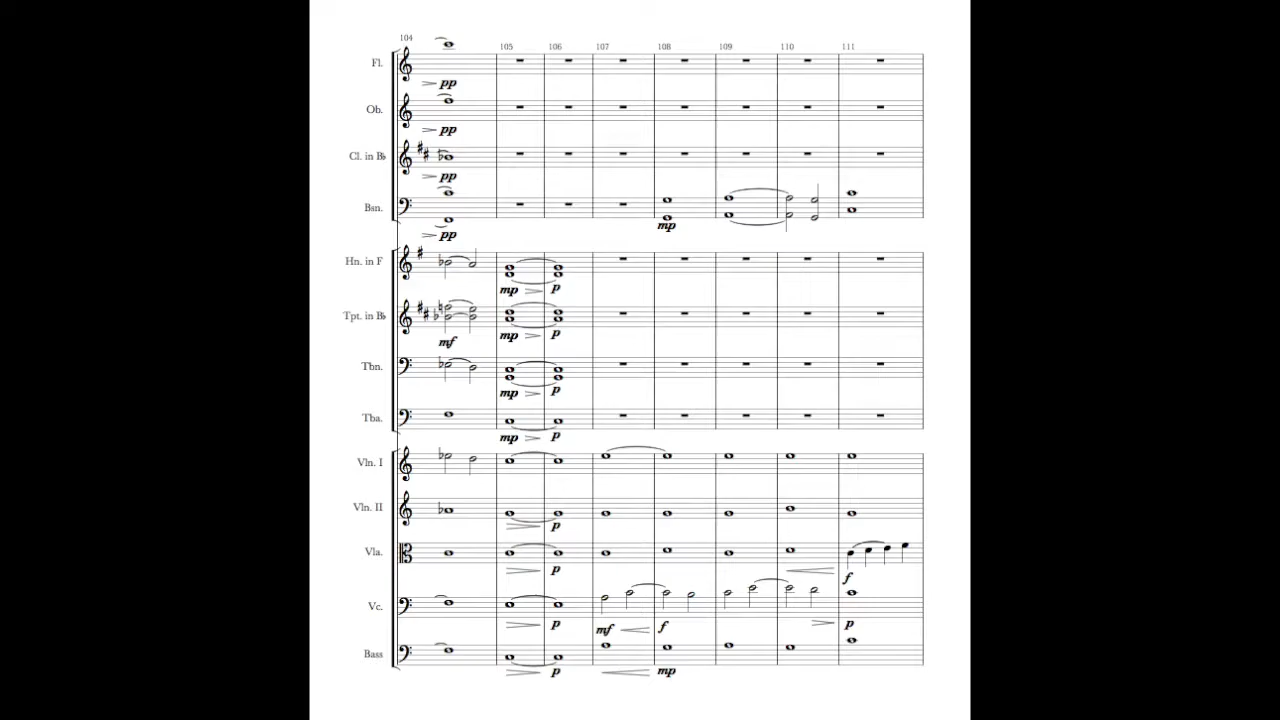 104 105 106 107 108 109 110 111
Fl.
pp
Ob.
pp
Cl. in B♭
pp
Bsn.
mp
pp
Hn. in F
mp p
Tpt. in B♭
mp p
mf
Tbn.
mp p
Tba.
mp p
Vln. I
Vln. II
p
Vla.
p
f
Vc.
p mf f p
Bass
p mp